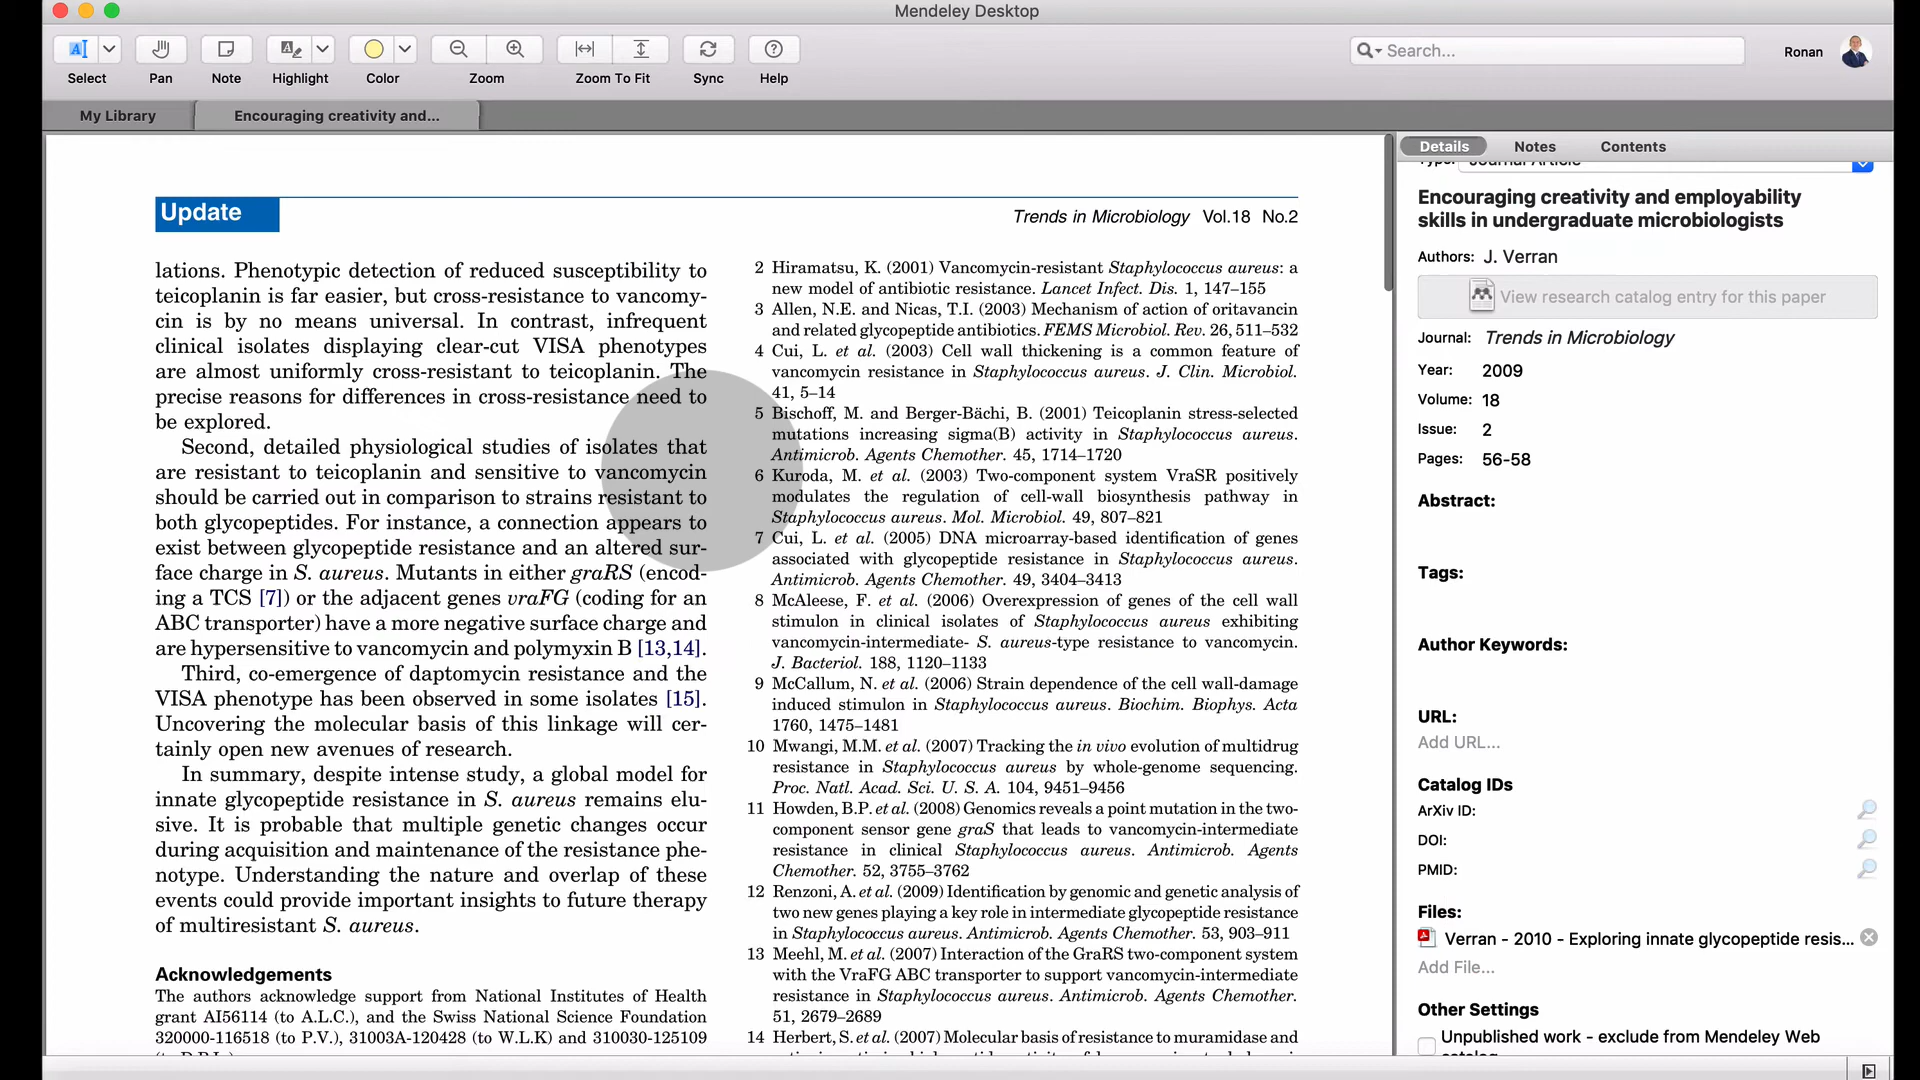 Mendeley Desktop
Select
Pan
Note
Highlight
Color
Zoom
Zoom To Fit
Sync
Help
Search...
Ronan
My Library
Encouraging creativity and...
Update
Trends in Microbiology Vol.18 No.2
lations. Phenotypic detection of reduced susceptibility to
teicoplanin is far easier, but cross-resistance to vancomy-
cin is by no means universal. In contrast, infrequent
clinical isolates displaying clear-cut VISA phenotypes
are almost uniformly cross-resistant to teicoplanin. The
precise reasons for differences in cross-resistance need to
be explored.
Second, detailed physiological studies of isolates that
are resistant to teicoplanin and sensitive to vancomycin
should be carried out in comparison to strains resistant to
both glycopeptides. For instance, a connection appears to
exist between glycopeptide resistance and an altered sur-
face charge in S. aureus. Mutants in either graRS (encod-
ing a TCS [7]) or the adjacent genes vraFG (coding for an
ABC transporter) have a more negative surface charge and
are hypersensitive to vancomycin and polymyxin B [13,14].
Third, co-emergence of daptomycin resistance and the
VISA phenotype has been observed in some isolates [15].
Uncovering the molecular basis of this linkage will cer-
tainly open new avenues of research.
In summary, despite intense study, a global model for
innate glycopeptide resistance in S. aureus remains elu-
sive. It is probable that multiple genetic changes occur
during acquisition and maintenance of the resistance phe-
notype. Understanding the nature and overlap of these
events could provide important insights to future therapy
of multiresistant S. aureus.
Acknowledgements
The authors acknowledge support from National Institutes of Health
grant AI56114 (to A.L.C.), and the Swiss National Science Foundation
320000-116518 (to P.V.), 31003A-120428 (to W.L.K) and 310030-125109
2 Hiramatsu, K. (2001) Vancomycin-resistant Staphylococcus aureus: a
new model of antibiotic resistance. Lancet Infect. Dis. 1, 147–155
3 Allen, N.E. and Nicas, T.I. (2003) Mechanism of action of oritavancin
and related glycopeptide antibiotics. FEMS Microbiol. Rev. 26, 511–532
4 Cui, L. et al. (2003) Cell wall thickening is a common feature of
vancomycin resistance in Staphylococcus aureus. J. Clin. Microbiol.
41, 5–14
5 Bischoff, M. and Berger-Bächi, B. (2001) Teicoplanin stress-selected
mutations increasing sigma(B) activity in Staphylococcus aureus.
Antimicrob. Agents Chemother. 45, 1714–1720
6 Kuroda, M. et al. (2003) Two-component system VraSR positively
modulates the regulation of cell-wall biosynthesis pathway in
Staphylococcus aureus. Mol. Microbiol. 49, 807–821
7 Cui, L. et al. (2005) DNA microarray-based identification of genes
associated with glycopeptide resistance in Staphylococcus aureus.
Antimicrob. Agents Chemother. 49, 3404–3413
8 McAleese, F. et al. (2006) Overexpression of genes of the cell wall
stimulon in clinical isolates of Staphylococcus aureus exhibiting
vancomycin-intermediate- S. aureus-type resistance to vancomycin.
J. Bacteriol. 188, 1120–1133
9 McCallum, N. et al. (2006) Strain dependence of the cell wall-damage
induced stimulon in Staphylococcus aureus. Biochim. Biophys. Acta
1760, 1475–1481
10 Mwangi, M.M. et al. (2007) Tracking the in vivo evolution of multidrug
resistance in Staphylococcus aureus by whole-genome sequencing.
Proc. Natl. Acad. Sci. U. S. A. 104, 9451–9456
11 Howden, B.P. et al. (2008) Genomics reveals a point mutation in the two-
component sensor gene graS that leads to vancomycin-intermediate
resistance in clinical Staphylococcus aureus. Antimicrob. Agents
Chemother. 52, 3755–3762
12 Renzoni, A. et al. (2009) Identification by genomic and genetic analysis of
two new genes playing a key role in intermediate glycopeptide resistance
in Staphylococcus aureus. Antimicrob. Agents Chemother. 53, 903–911
13 Meehl, M. et al. (2007) Interaction of the GraRS two-component system
with the VraFG ABC transporter to support vancomycin-intermediate
resistance in Staphylococcus aureus. Antimicrob. Agents Chemother.
51, 2679–2689
14 Herbert, S. et al. (2007) Molecular basis of resistance to muramidase and
Details
Notes
Contents
Type: Journal Article
Encouraging creativity and employability
skills in undergraduate microbiologists
Authors: J. Verran
View research catalog entry for this paper
Journal: Trends in Microbiology
Year: 2009
Volume: 18
Issue: 2
Pages: 56-58
Abstract:
Tags:
Author Keywords:
URL:
Add URL...
Catalog IDs
ArXiv ID:
DOI:
PMID:
Files:
Verran - 2010 - Exploring innate glycopeptide resis...
Add File...
Other Settings
Unpublished work - exclude from Mendeley Web